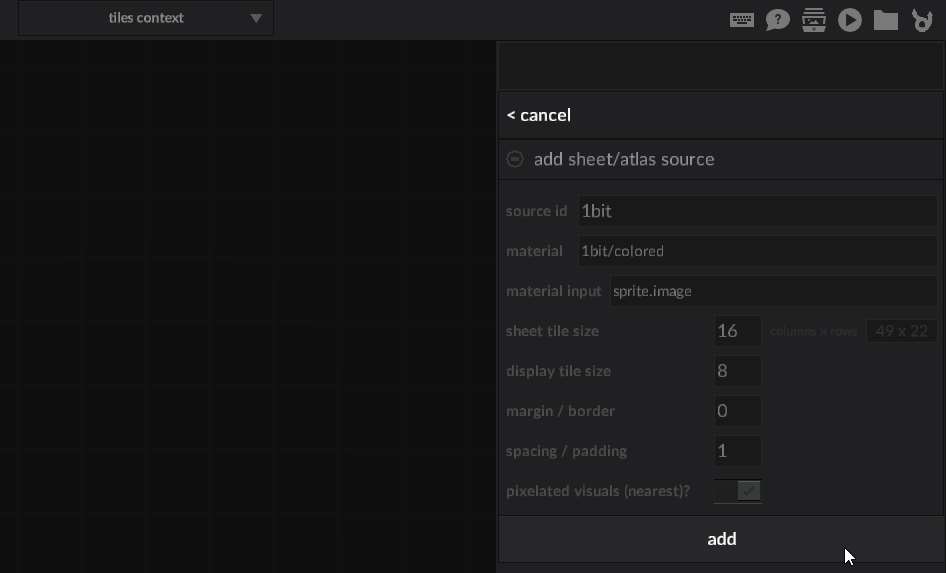 tiles context
< cancel
add sheet/atlas source
source id 1bit
material 1bit/colored
material input sprite.image
sheet tile size 16 columns x rows 49 x 22
display tile size 8
margin / border 0
spacing / padding 1
pixelated visuals (nearest)?
add